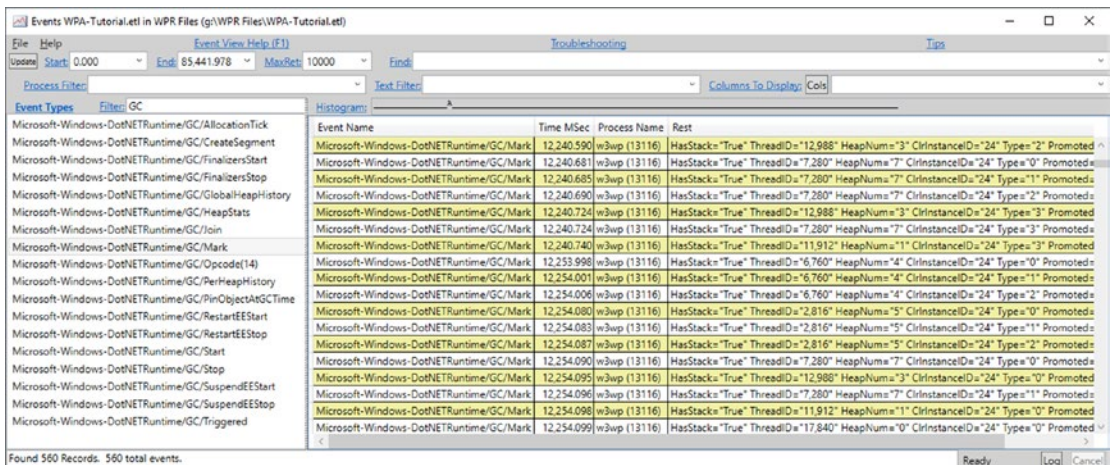 Events WPA-Tutorial.etl in WPR Files (g:\WPR Files\WPA-Tutorial.etl)
File Help Event View Help (F1) Troubleshooting Tips
Update Start: 0.000 End: 85,441.978 MaxRet: 10000 Find:
Process Filter: Text Filter: Columns To Display: Cols
Event Types Filter: GC Histogram: A
Microsoft-Windows-DotNETRuntime/GC/AllocationTick
Microsoft-Windows-DotNETRuntime/GC/CreateSegment
Microsoft-Windows-DotNETRuntime/GC/FinalizersStart
Microsoft-Windows-DotNETRuntime/GC/FinalizersStop
Microsoft-Windows-DotNETRuntime/GC/GlobalHeapHistory
Microsoft-Windows-DotNETRuntime/GC/HeapStats
Microsoft-Windows-DotNETRuntime/GC/Join
Microsoft-Windows-DotNETRuntime/GC/Mark
Microsoft-Windows-DotNETRuntime/GC/Opcode(14)
Microsoft-Windows-DotNETRuntime/GC/PerHeapHistory
Microsoft-Windows-DotNETRuntime/GC/PinObjectAtGCTime
Microsoft-Windows-DotNETRuntime/GC/RestartEEStart
Microsoft-Windows-DotNETRuntime/GC/RestartEEStop
Microsoft-Windows-DotNETRuntime/GC/Start
Microsoft-Windows-DotNETRuntime/GC/Stop
Microsoft-Windows-DotNETRuntime/GC/SuspendEEStart
Microsoft-Windows-DotNETRuntime/GC/SuspendEEStop
Microsoft-Windows-DotNETRuntime/GC/Triggered
Event Name Time MSec Process Name Rest
Microsoft-Windows-DotNETRuntime/GC/Mark 12,240.590 w3wp (13116) HasStack="True" ThreadID="12,988" HeapNum="3" ClrInstanceID="24" Type="2" Promoted
Microsoft-Windows-DotNETRuntime/GC/Mark 12,240.681 w3wp (13116) HasStack="True" ThreadID="7,280" HeapNum="7" ClrInstanceID="24" Type="0" Promoted=
Microsoft-Windows-DotNETRuntime/GC/Mark 12,240.685 w3wp (13116) HasStack="True" ThreadID="7,280" HeapNum="7" ClrInstanceID="24" Type="1" Promoted=
Microsoft-Windows-DotNETRuntime/GC/Mark 12,240.690 w3wp (13116) HasStack="True" ThreadID="7,280" HeapNum="7" ClrInstanceID="24" Type="2" Promoted=
Microsoft-Windows-DotNETRuntime/GC/Mark 12,240.724 w3wp (13116) HasStack="True" ThreadID="12,988" HeapNum="3" ClrInstanceID="24" Type="3" Promoted
Microsoft-Windows-DotNETRuntime/GC/Mark 12,240.724 w3wp (13116) HasStack="True" ThreadID="7,280" HeapNum="7" ClrInstanceID="24" Type="3" Promoted=
Microsoft-Windows-DotNETRuntime/GC/Mark 12,240.740 w3wp (13116) HasStack="True" ThreadID="11,912" HeapNum="1" ClrInstanceID="24" Type="3" Promoted
Microsoft-Windows-DotNETRuntime/GC/Mark 12,253.998 w3wp (13116) HasStack="True" ThreadID="6,760" HeapNum="4" ClrInstanceID="24" Type="0" Promoted=
Microsoft-Windows-DotNETRuntime/GC/Mark 12,254.001 w3wp (13116) HasStack="True" ThreadID="6,760" HeapNum="4" ClrInstanceID="24" Type="1" Promoted=
Microsoft-Windows-DotNETRuntime/GC/Mark 12,254.006 w3wp (13116) HasStack="True" ThreadID="6,760" HeapNum="4" ClrInstanceID="24" Type="2" Promoted=
Microsoft-Windows-DotNETRuntime/GC/Mark 12,254.080 w3wp (13116) HasStack="True" ThreadID="2,816" HeapNum="5" ClrInstanceID="24" Type="0" Promoted=
Microsoft-Windows-DotNETRuntime/GC/Mark 12,254.083 w3wp (13116) HasStack="True" ThreadID="2,816" HeapNum="5" ClrInstanceID="24" Type="1" Promoted=
Microsoft-Windows-DotNETRuntime/GC/Mark 12,254.087 w3wp (13116) HasStack="True" ThreadID="2,816" HeapNum="5" ClrInstanceID="24" Type="2" Promoted=
Microsoft-Windows-DotNETRuntime/GC/Mark 12,254.090 w3wp (13116) HasStack="True" ThreadID="7,280" HeapNum="7" ClrInstanceID="24" Type="0" Promoted=
Microsoft-Windows-DotNETRuntime/GC/Mark 12,254.095 w3wp (13116) HasStack="True" ThreadID="12,988" HeapNum="3" ClrInstanceID="24" Type="0" Promoted
Microsoft-Windows-DotNETRuntime/GC/Mark 12,254.096 w3wp (13116) HasStack="True" ThreadID="7,280" HeapNum="7" ClrInstanceID="24" Type="1" Promoted=
Microsoft-Windows-DotNETRuntime/GC/Mark 12,254.098 w3wp (13116) HasStack="True" ThreadID="11,912" HeapNum="1" ClrInstanceID="24" Type="0" Promoted
Microsoft-Windows-DotNETRuntime/GC/Mark 12,254.099 w3wp (13116) HasStack="True" ThreadID="17,840" HeapNum="0" ClrInstanceID="24" Type="0" Promoted
Found 560 Records. 560 total events. Ready Log Cancel